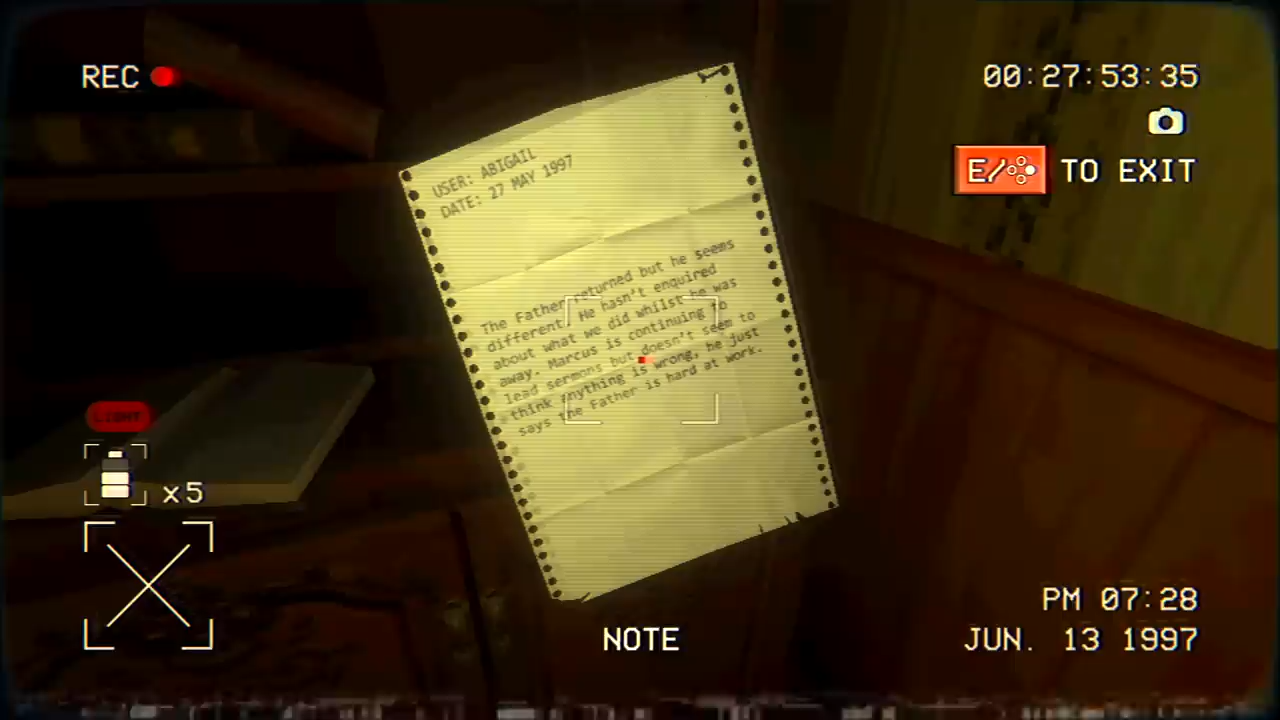 REC
00:27:53:35
E/ TO EXIT
USER: ABIGAIL
DATE: 27 MAY 1997
The Father returned but he seems
different. He hasn't enquired
about what we did whilst he was
away. Marcus is continuing to
lead sermons but doesn't seem to
think anything is wrong, he just
says the Father is hard at work.
LIGHT
x5
PM 07:28
NOTE
JUN. 13 1997